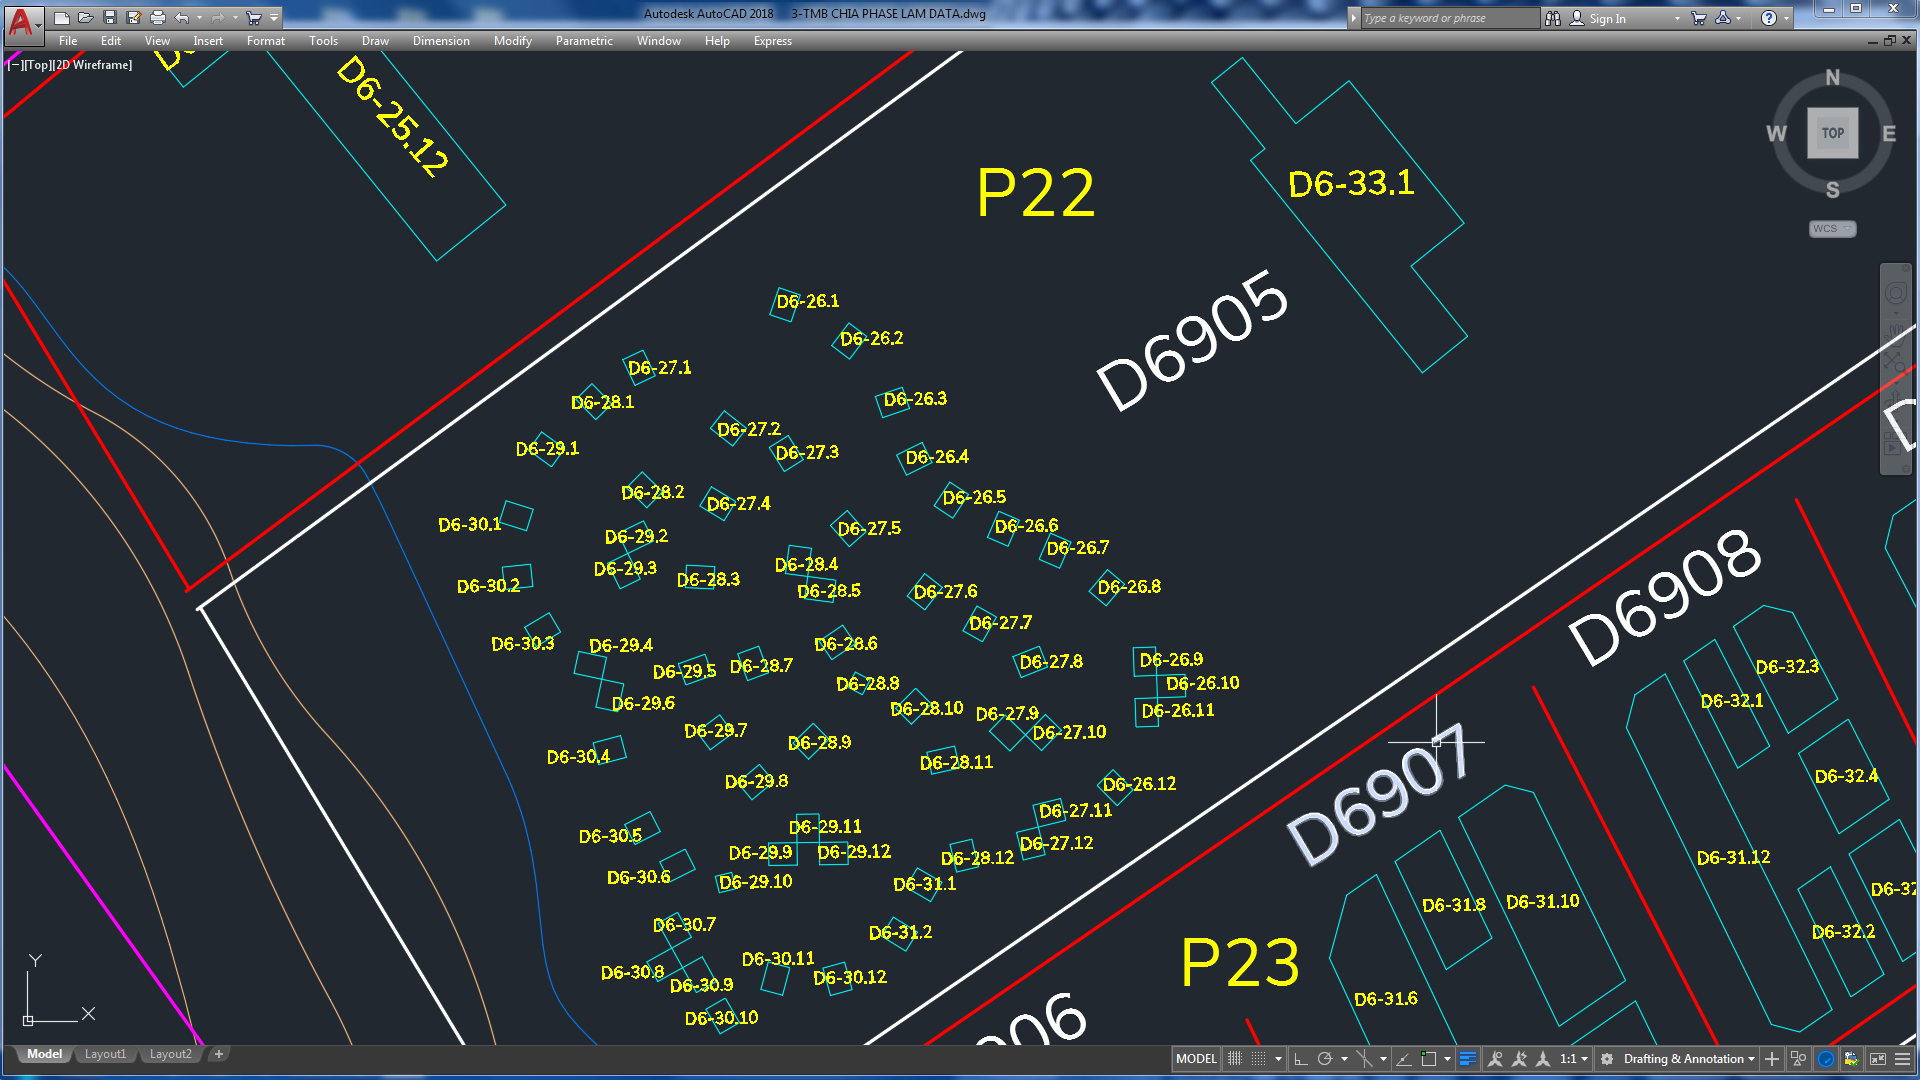 Autodesk AutoCAD 2018 3-TMB CHIA PHASE LAM DATA.dwg
Type a keyword or phrase
Sign In
File Edit View Insert Format Tools Draw Dimension Modify Parametric Window Help Express
[−][Top][2D Wireframe]
D6-25.12
P22
D6-33.1
N
W TOP E
S
WCS
D6905
D6-26.1
D6-26.2
D6-27.1
D6-28.1
D6-26.3
D6-27.2
D6-29.1
D6-27.3
D6-26.4
D6-28.2
D6-27.4
D6-26.5
D6-30.1
D6-27.5
D6-26.6
D6-29.2
D6-26.7
D6-29.3
D6-28.4
D6-28.3
D6-30.2
D6-28.5
D6-27.6
D6-26.8
D6-27.7
D6-30.3
D6-29.4
D6-28.6
D6-29.5
D6-28.7
D6-27.8
D6-26.9
D6-28.8
D6-26.10
D6-29.6
D6-28.10
D6-27.9
D6-26.11
D6-29.7
D6-27.10
D6-28.9
D6-30.4
D6-28.11
D6-29.8
D6-26.12
D6-27.11
D6-29.11
D6-30.5
D6-27.12
D6-29.9
D6-29.12
D6-28.12
D6-30.6
D6-29.10
D6-31.1
D6-30.7
D6-31.2
D6-30.11
D6-30.8
D6-30.12
D6-30.9
D6-30.10
D6908
D6907
D6-32.3
D6-32.1
D6-32.4
D6-31.12
D6-31.8
D6-31.10
D6-32.2
P23
D6-31.6
Y
X
Model Layout1 Layout2 +
MODEL 1:1 Drafting & Annotation